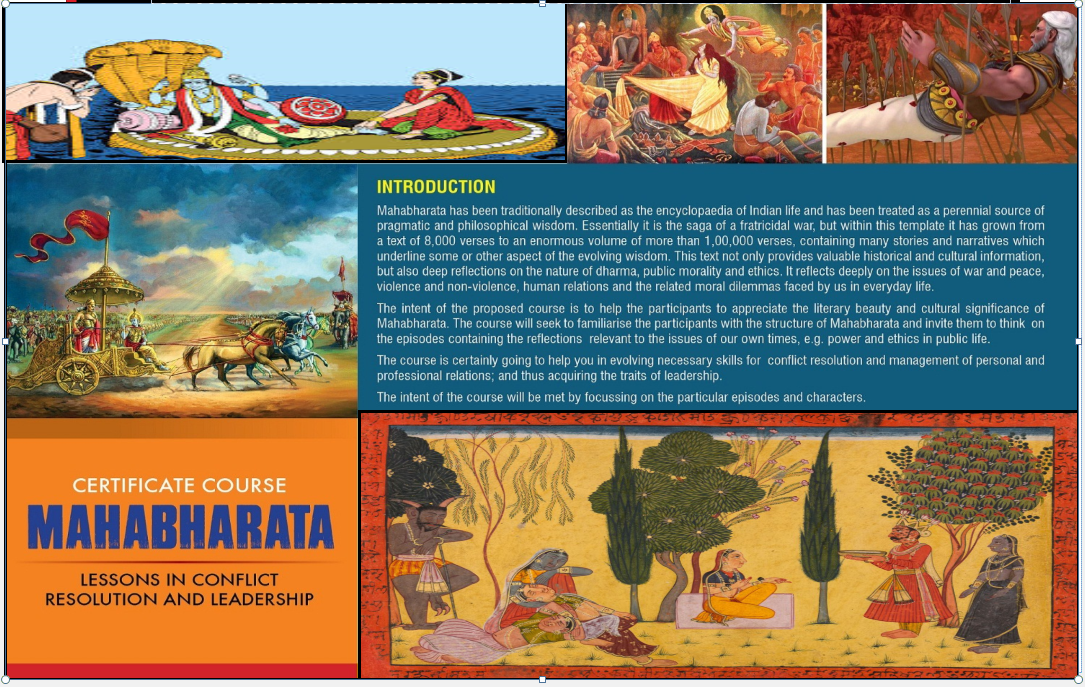 INTRODUCTION
Mahabharata has been traditionally described as the encyclopaedia of Indian life and has been treated as a perennial source of
pragmatic and philosophical wisdom. Essentially it is the saga of a fratricidal war, but within this template it has grown from
a text of 8,000 verses to an enormous volume of more than 1,00,000 verses, containing many stories and narratives which
underline some or other aspect of the evolving wisdom. This text not only provides valuable historical and cultural information,
but also deep reflections on the nature of dharma, public morality and ethics. It reflects deeply on the issues of war and peace,
violence and non-violence, human relations and the related moral dilemmas faced by us in everyday life.
The intent of the proposed course is to help the participants to appreciate the literary beauty and cultural significance of
Mahabharata. The course will seek to familiarise the participants with the structure of Mahabharata and invite them to think on
the episodes containing the reflections relevant to the issues of our own times, e.g. power and ethics in public life.
The course is certainly going to help you in evolving necessary skills for conflict resolution and management of personal and
professional relations; and thus acquiring the traits of leadership.
The intent of the course will be met by focussing on the particular episodes and characters.
CERTIFICATE COURSE
MAHABHARATA
LESSONS IN CONFLICT
RESOLUTION AND LEADERSHIP